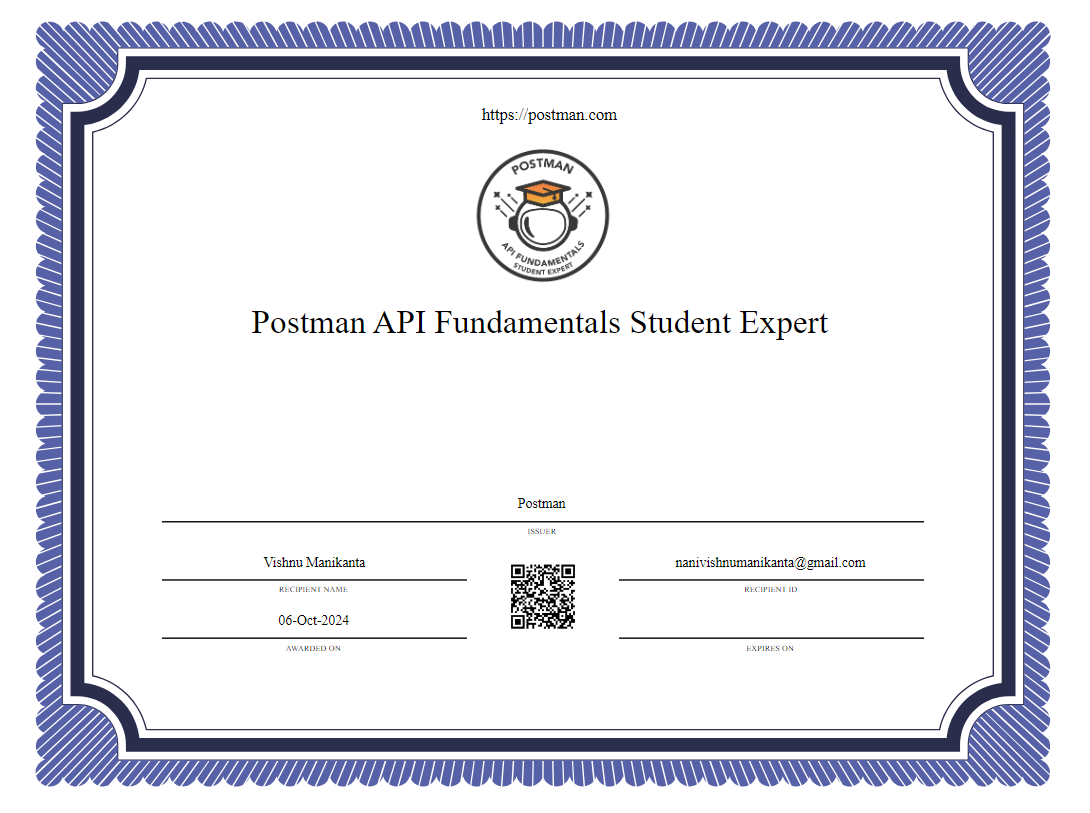 https://postman.com
POSTMAN
API FUNDAMENTALS
STUDENT EXPERT
Postman API Fundamentals Student Expert
Postman
ISSUER
Vishnu Manikanta
RECIPIENT NAME
nanivishnumanikanta@gmail.com
RECIPIENT ID
06-Oct-2024
AWARDED ON
EXPIRES ON